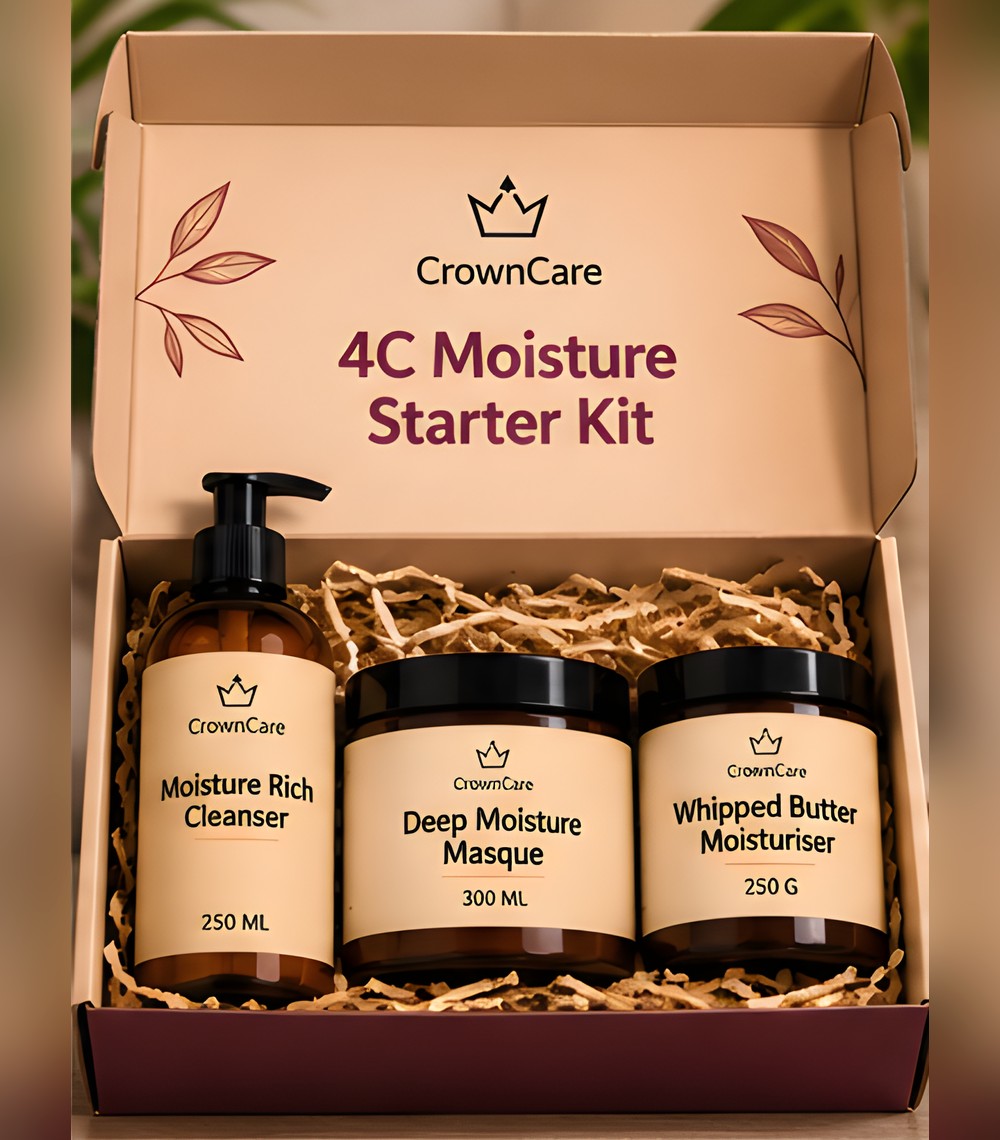 CrownCare
4C Moisture
Starter Kit
CrownCare
Moisture Rich
Cleanser
250 ML
CrownCare
Deep Moisture
Masque
300 ML
CrownCare
Whipped Butter
Moisturiser
250 G